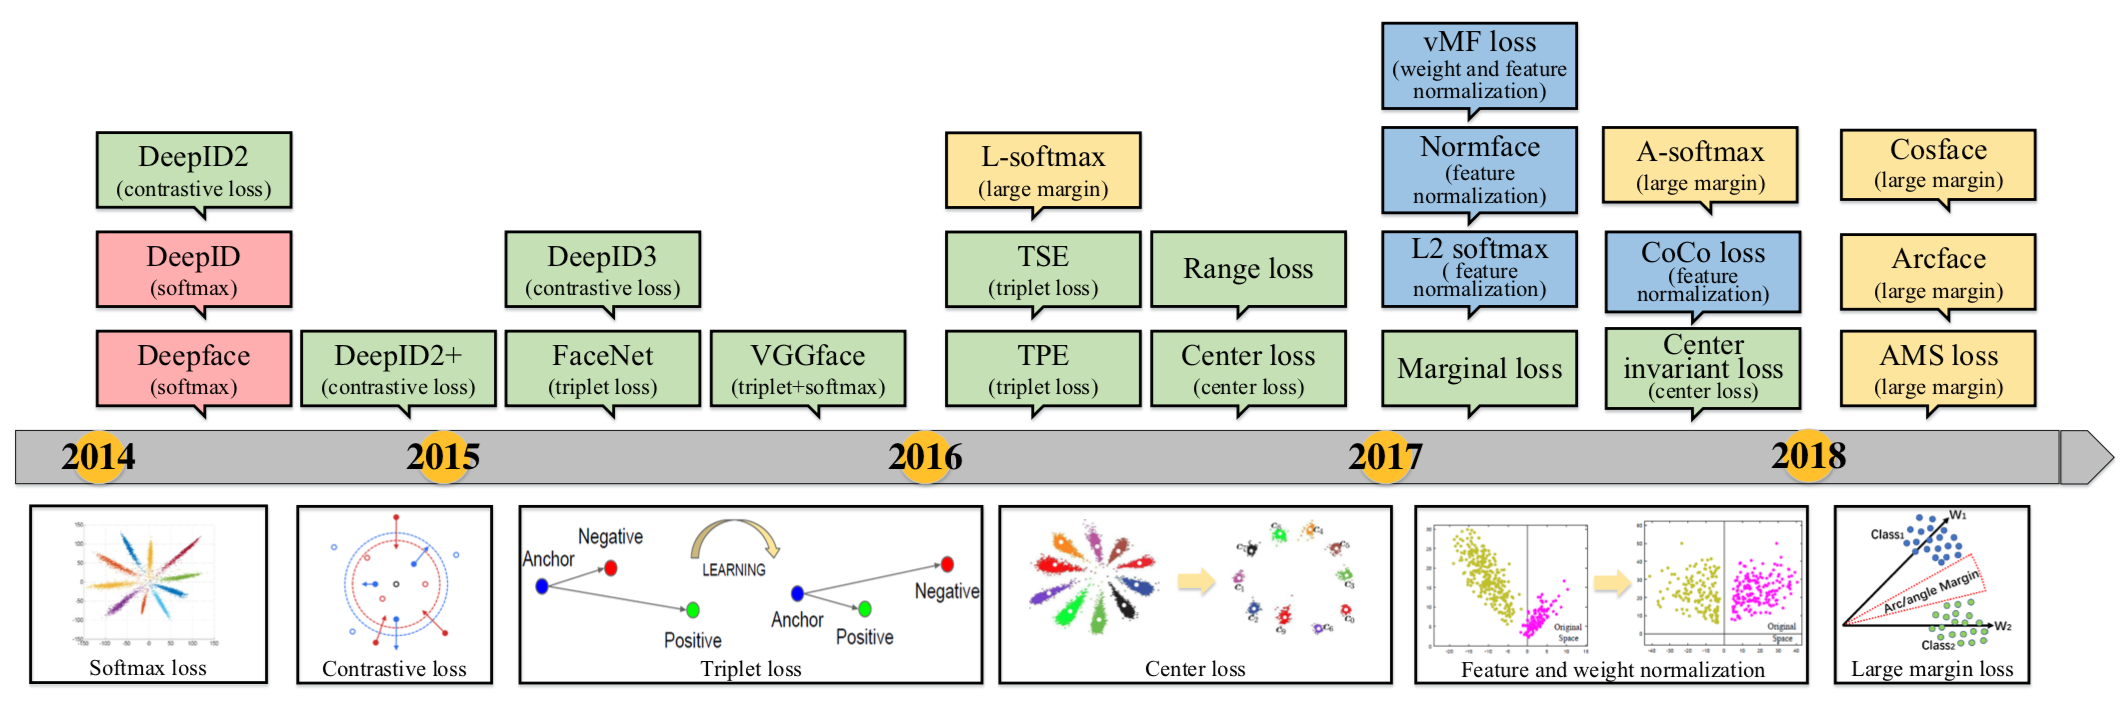 vMF loss
(weight and feature
normalization)
DeepID2
(contrastive loss)
L-softmax
(large margin)
Normface
(feature
normalization)
A-softmax
(large margin)
Cosface
(large margin)
DeepID
(softmax)
DeepID3
(contrastive loss)
TSE
(triplet loss)
Range loss
L2 softmax
( feature
normalization)
CoCo loss
(feature
normalization)
Arcface
(large margin)
Deepface
(softmax)
DeepID2+
(contrastive loss)
FaceNet
(triplet loss)
VGGface
(triplet+softmax)
TPE
(triplet loss)
Center loss
(center loss)
Marginal loss
Center
invariant loss
(center loss)
AMS loss
(large margin)
2014
2015
2016
2017
2018
Softmax loss
Contrastive loss
Anchor
Negative
Positive
LEARNING
Anchor
Negative
Positive
Triplet loss
Center loss
Original
Space
Original
Space
Feature and weight normalization
Class1
W1
Arc/angle Margin
W2
Class2
Large margin loss